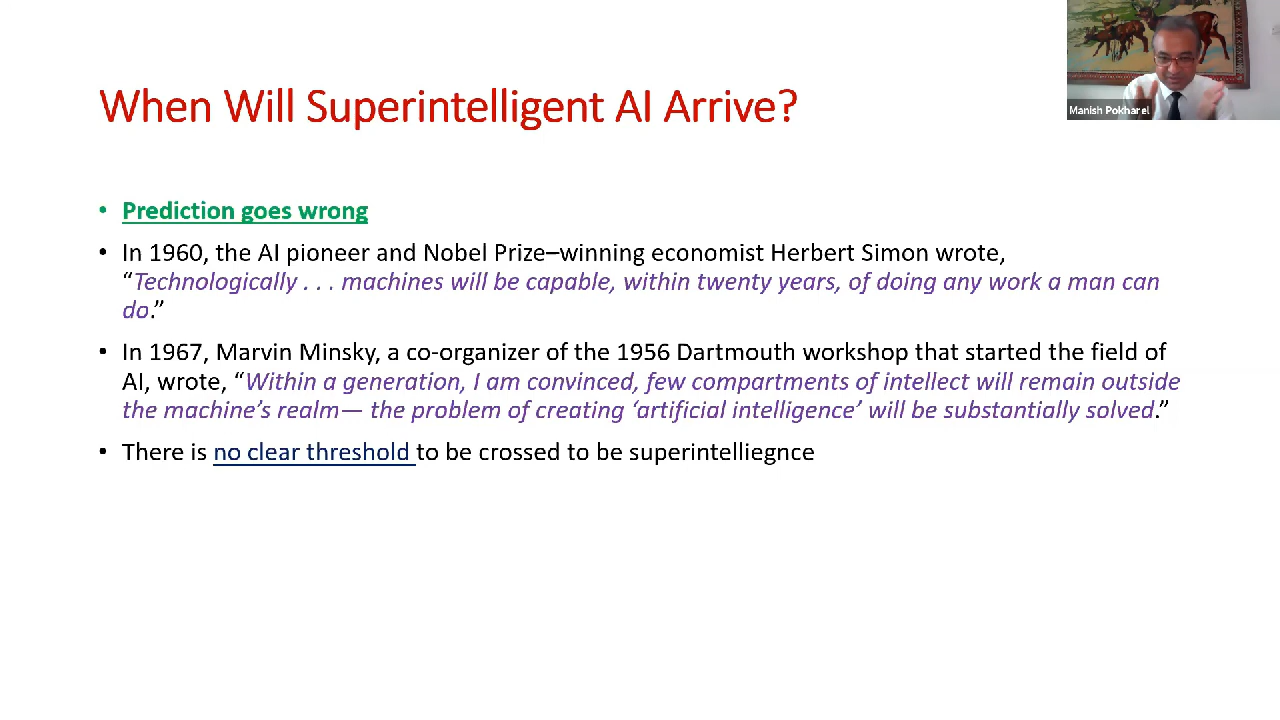 When Will Superintelligent AI Arrive?
Manish Pokharel
• Prediction goes wrong
• In 1960, the AI pioneer and Nobel Prize–winning economist Herbert Simon wrote,
“Technologically . . . machines will be capable, within twenty years, of doing any work a man can
do.”
• In 1967, Marvin Minsky, a co-organizer of the 1956 Dartmouth workshop that started the field of
AI, wrote, “Within a generation, I am convinced, few compartments of intellect will remain outside
the machine’s realm— the problem of creating ‘artificial intelligence’ will be substantially solved.”
• There is no clear threshold to be crossed to be superintelliegnce